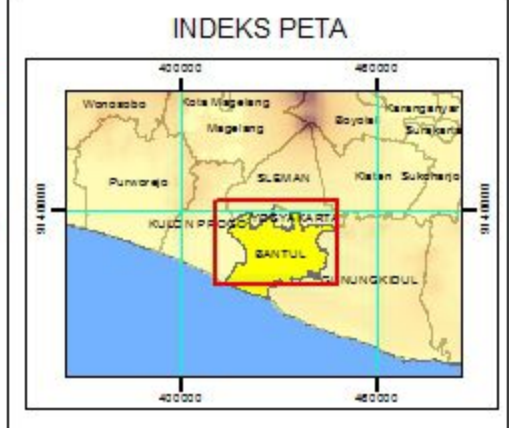 INDEKS PETA
400000
460000
Wonosobo
Kota Magelang
Karanganyar
Magelang
Boyolali
Surakarta
SLEMAN
Klaten
Sukoharjo
Purworejo
9140000
9140000
KULON PROGO
YOGYAKARTA
BANTUL
GUNUNGKIDUL
400000
460000